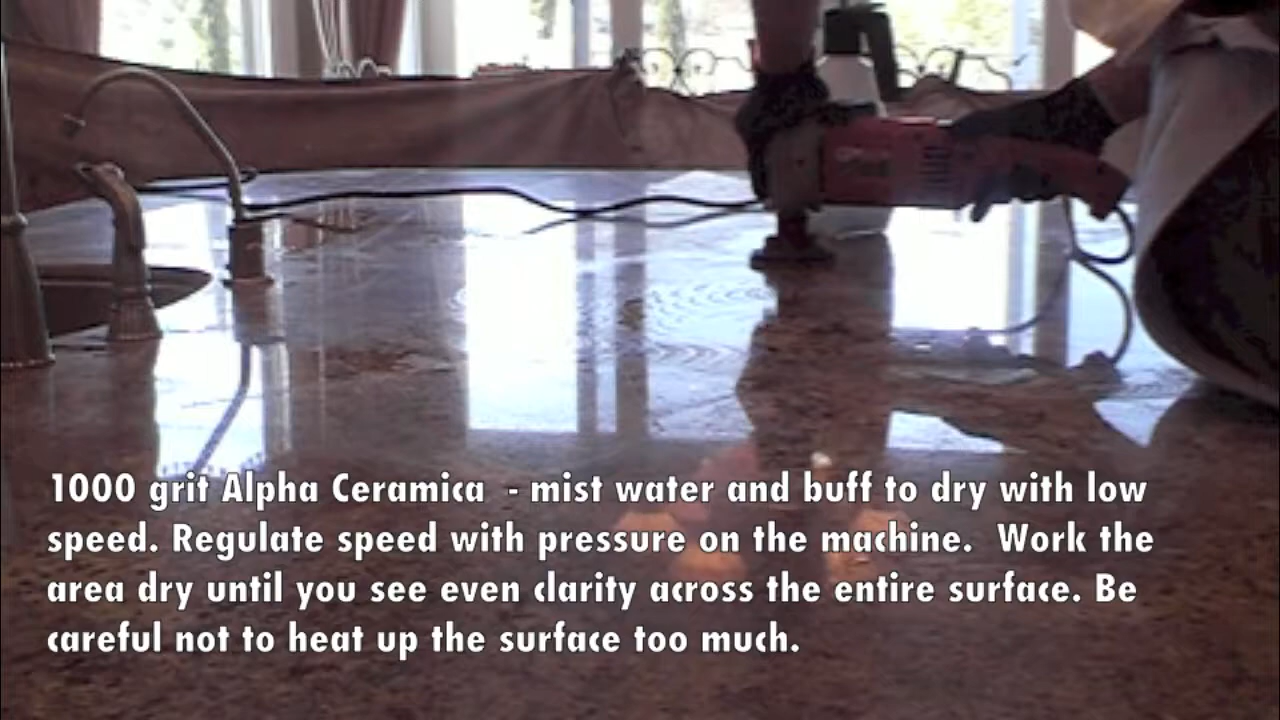 1000 grit Alpha Ceramica  - mist water and buff to dry with low
speed. Regulate speed with pressure on the machine.  Work the
area dry until you see even clarity across the entire surface. Be
careful not to heat up the surface too much.